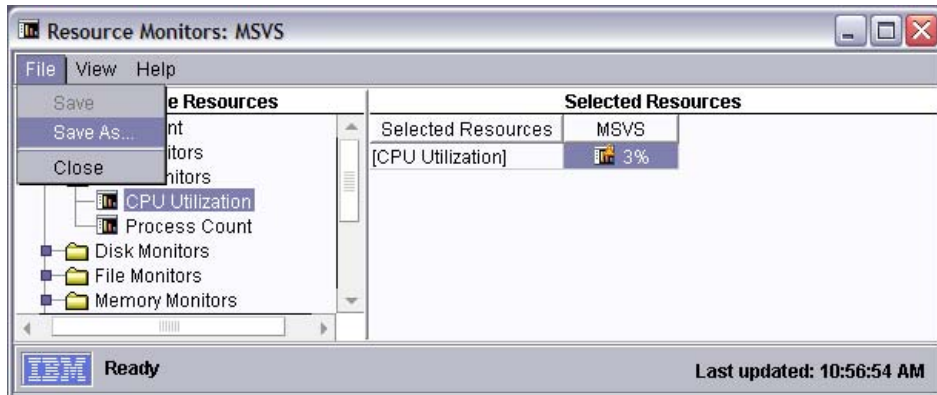 Resource Monitors: MSVS
File View Help
Save
Save As...
Close
e Resources
nt
itors
nitors
CPU Utilization
Process Count
Disk Monitors
File Monitors
Memory Monitors
Selected Resources
Selected Resources MSVS
[CPU Utilization] 3%
IBM Ready
Last updated: 10:56:54 AM